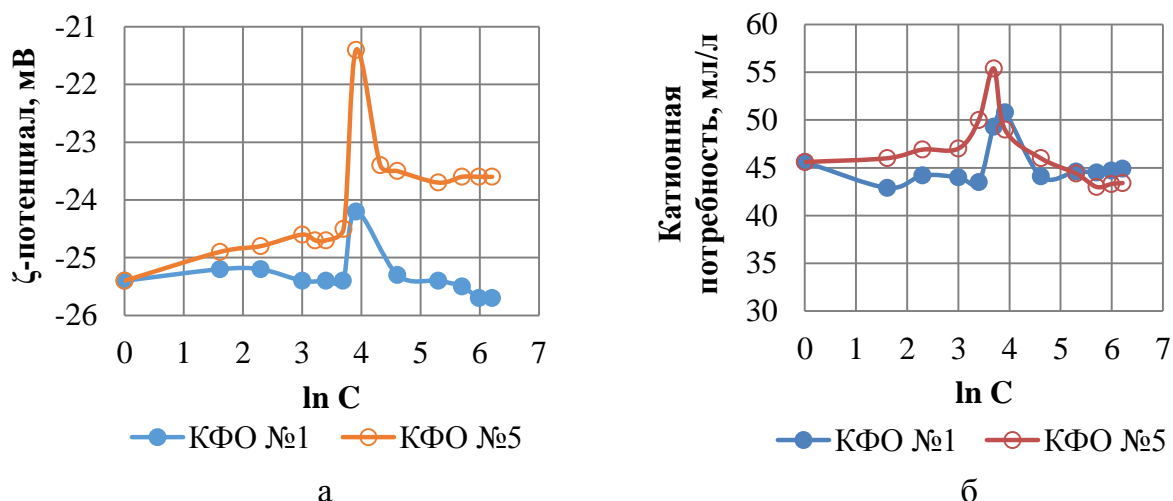 ζ-потенциал, мВ
-21
-22
-23
-24
-25
-26
0 1 2 3 4 5 6 7
ln C
КФО №1 КФО №5
а
Катионная
потребность, мл/л
60
55
50
45
40
35
30
0 1 2 3 4 5 6 7
ln C
КФО №1 КФО №5
б